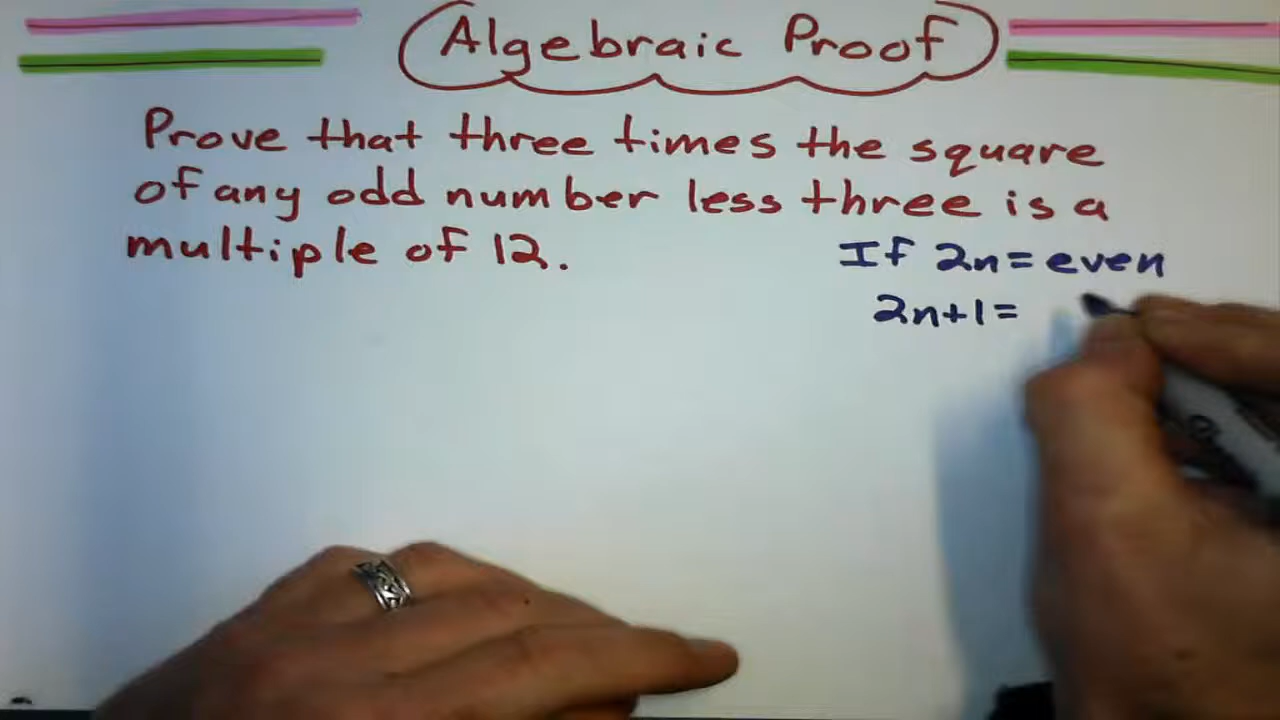 Algebraic Proof
Prove that three times the square
of any odd number less three is a
multiple of 12.
If 2n = even
2n+1 =